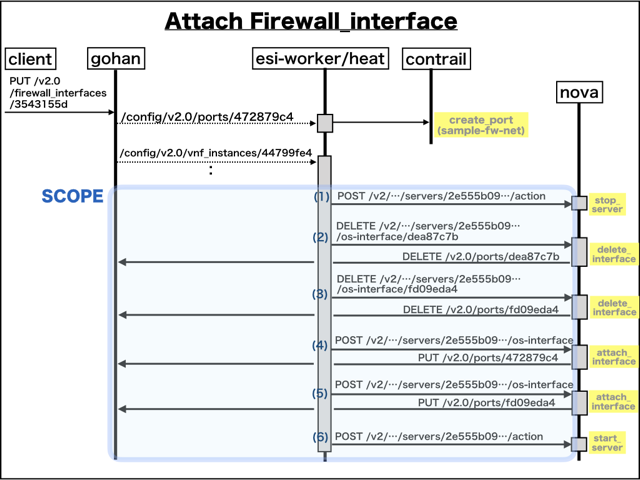 Attach Firewall_interface
client
gohan
esi-worker/heat
contrail
nova
PUT /v2.0
/firewall_interfaces
/3543155d
/config/v2.0/ports/472879c4
create_port
(sample-fw-net)
/config/v2.0/vnf_instances/44799fe4
⋮
SCOPE
(1) POST /v2/…/servers/2e555b09…/action
stop_
server
(2) DELETE /v2/…/servers/2e555b09…
/os-interface/dea87c7b
DELETE /v2.0/ports/dea87c7b
delete_
interface
(3) DELETE /v2/…/servers/2e555b09…
/os-interface/fd09eda4
DELETE /v2.0/ports/fd09eda4
delete_
interface
(4) POST /v2/…/servers/2e555b09…/os-interface
PUT /v2.0/ports/472879c4
attach_
interface
(5) POST /v2/…/servers/2e555b09…/os-interface
PUT /v2.0/ports/fd09eda4
attach_
interface
(6) POST /v2/…/servers/2e555b09…/action
start_
server